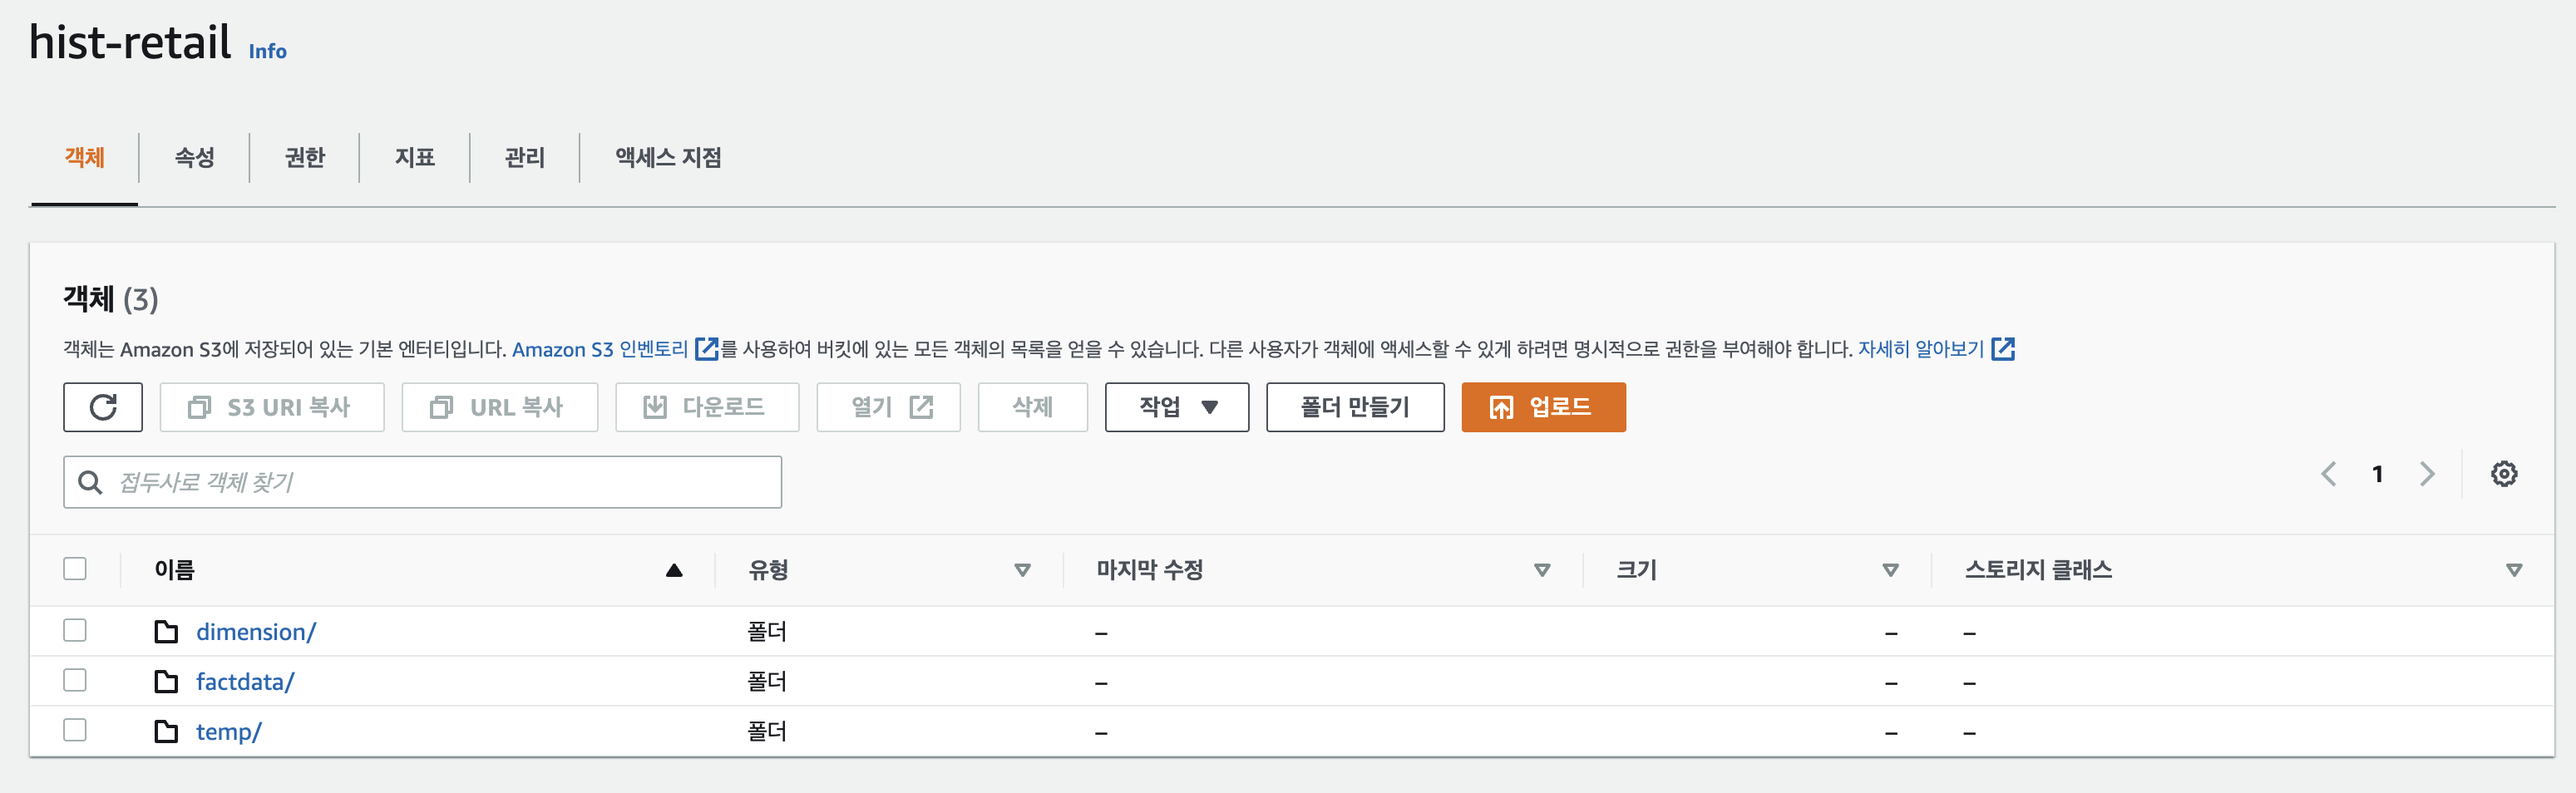 hist-retail Info
객체 속성 권한 지표 관리 액세스 지점
객체 (3)
객체는 Amazon S3에 저장되어 있는 기본 엔터티입니다. Amazon S3 인벤토리를 사용하여 버킷에 있는 모든 객체의 목록을 얻을 수 있습니다. 다른 사용자가 객체에 액세스할 수 있게 하려면 명시적으로 권한을 부여해야 합니다. 자세히 알아보기
S3 URI 복사 URL 복사 다운로드 열기 삭제 작업 폴더 만들기 업로드
접두사로 객체 찾기 1
이름 유형 마지막 수정 크기 스토리지 클래스
dimension/ 폴더 – – –
factdata/ 폴더 – – –
temp/ 폴더 – – –